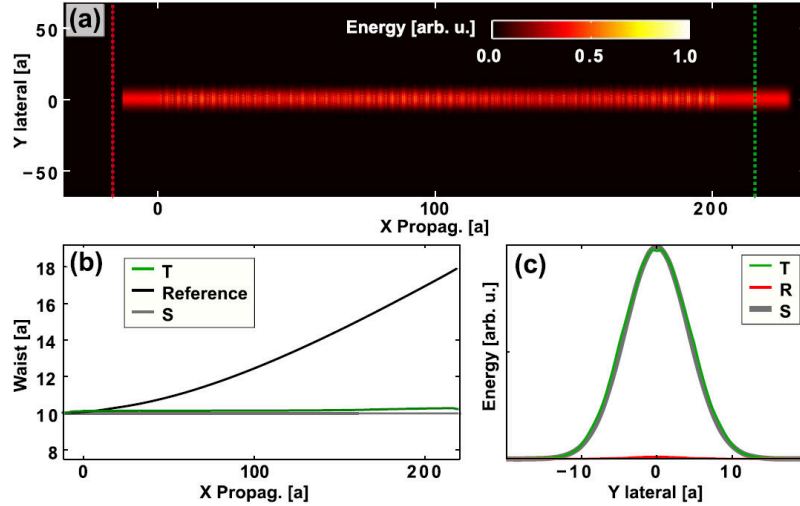 (a)
Energy [arb. u.]
0.0 0.5 1.0
50
0
−50
Y lateral [a]
0 100 200
X Propag. [a]
(b)
T
Reference
S
18
16
14
12
10
8
Waist [a]
0 100 200
X Propag. [a]
(c)
T
R
S
Energy [arb. u.]
−10 0 10
Y lateral [a]